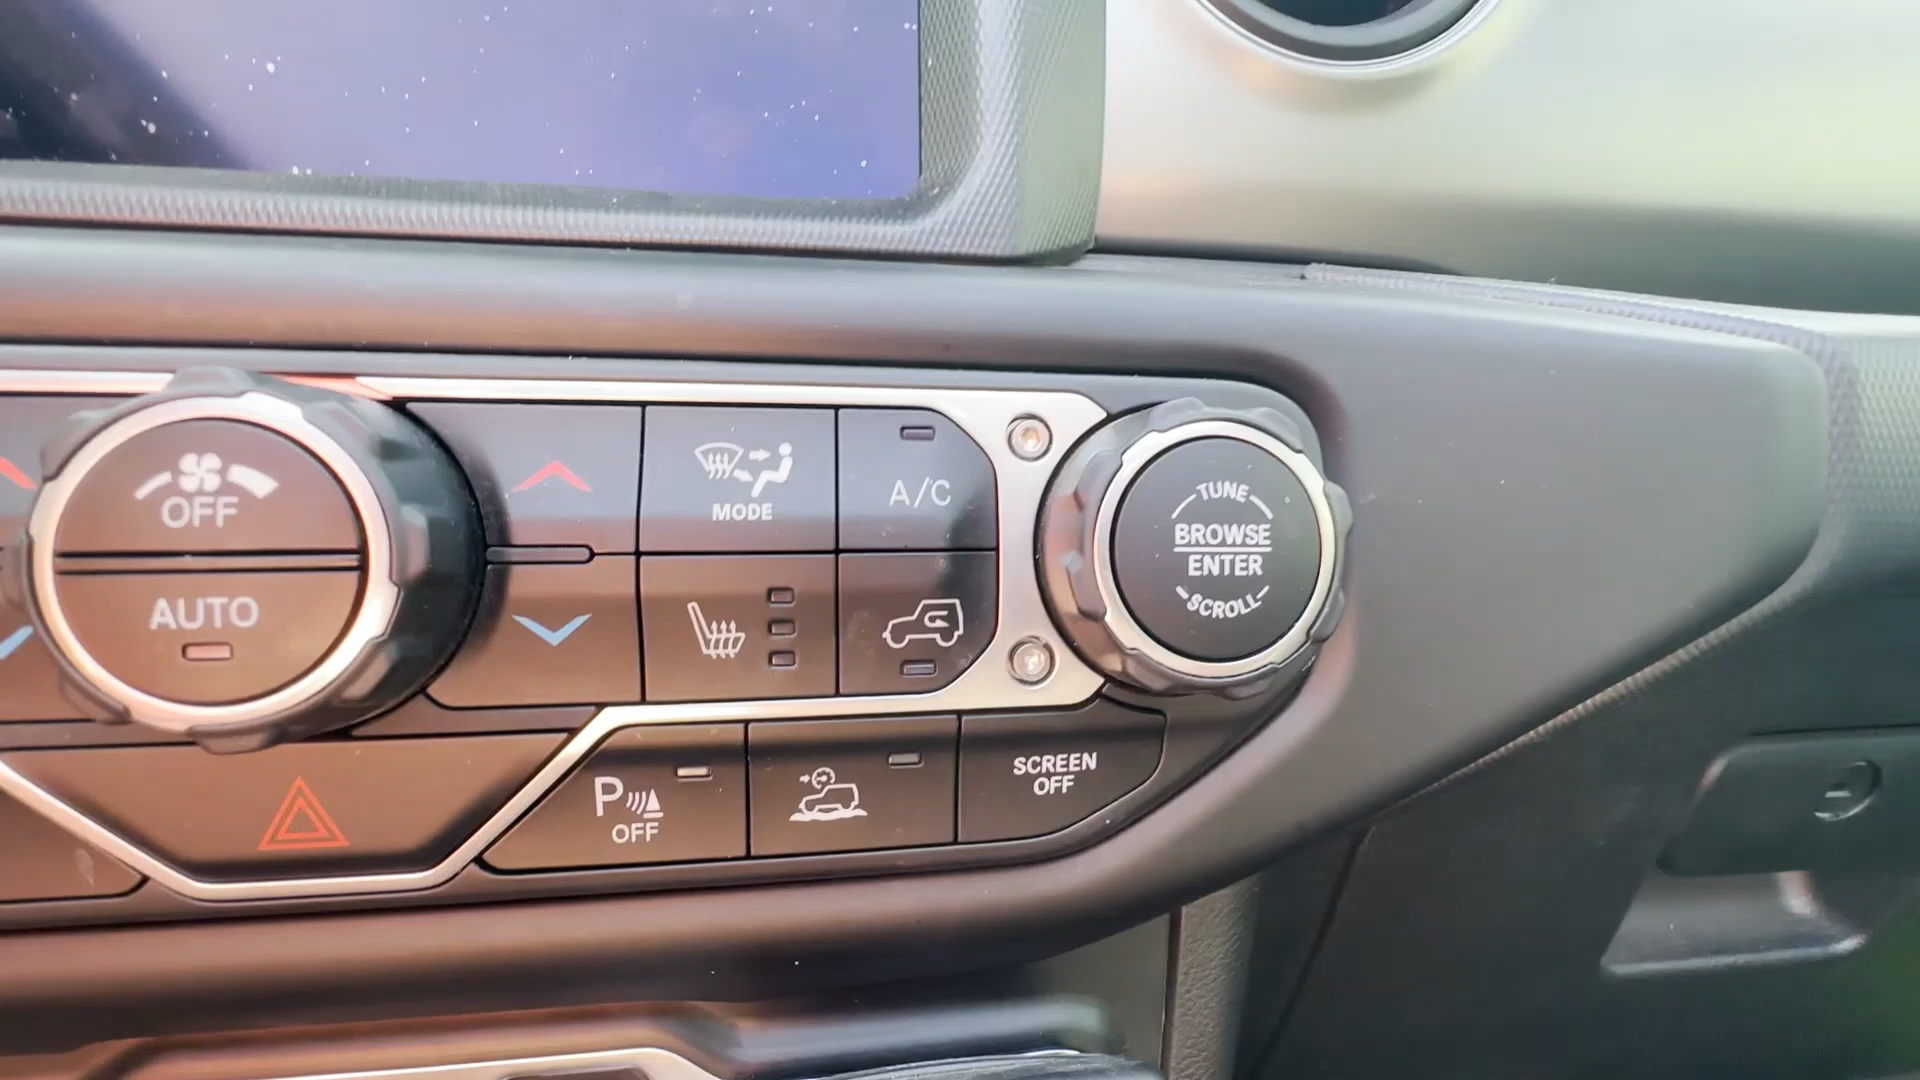 OFF
AUTO
MODE
A/C
TUNE
BROWSE
ENTER
SCROLL
P
OFF
SCREEN
OFF